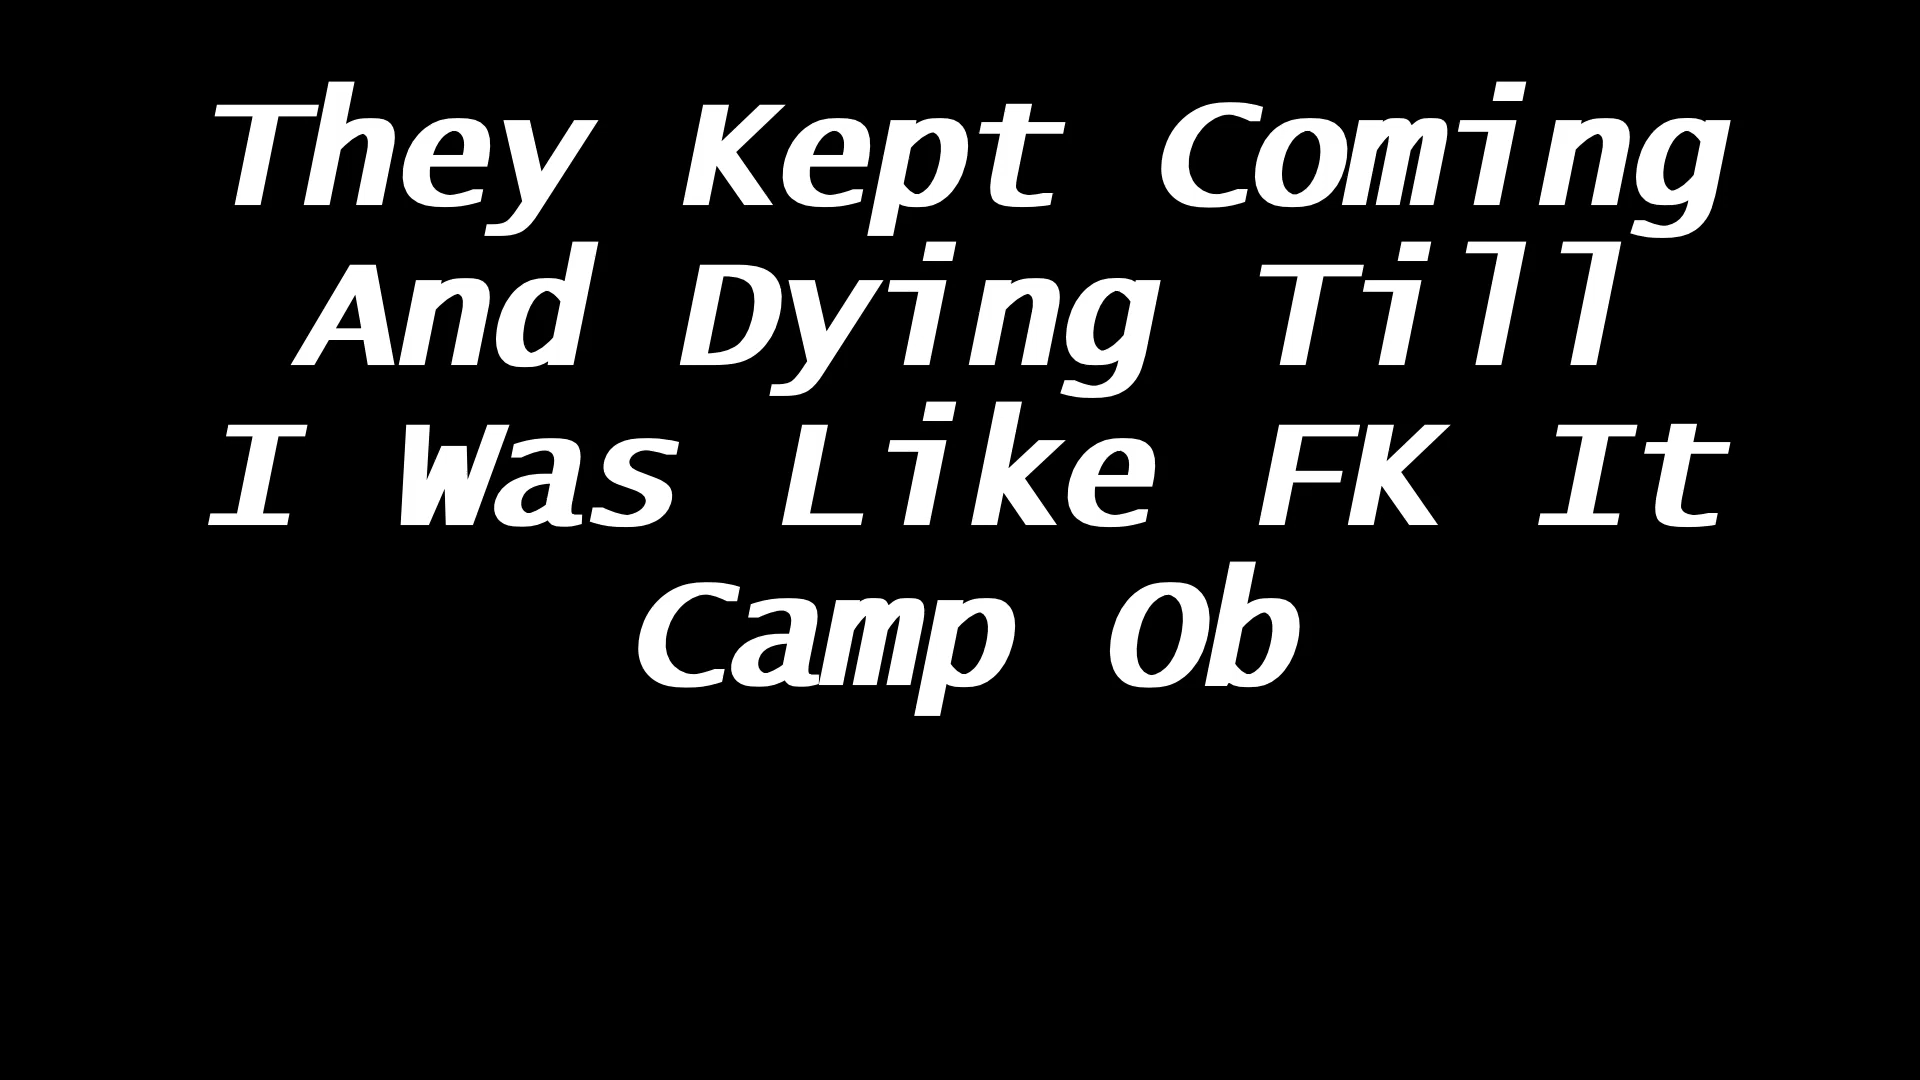 They Kept Coming
And Dying Till
I Was Like FK It
Camp Ob